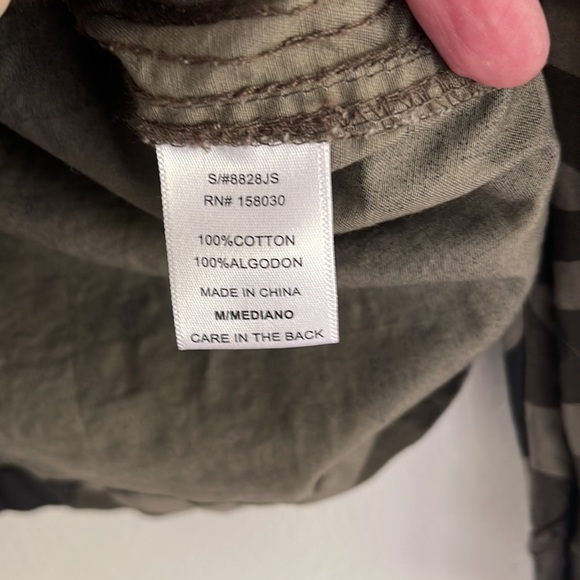 S/#8828JS
RN# 158030
100%COTTON
100%ALGODON
MADE IN CHINA
M/MEDIANO
CARE IN THE BACK